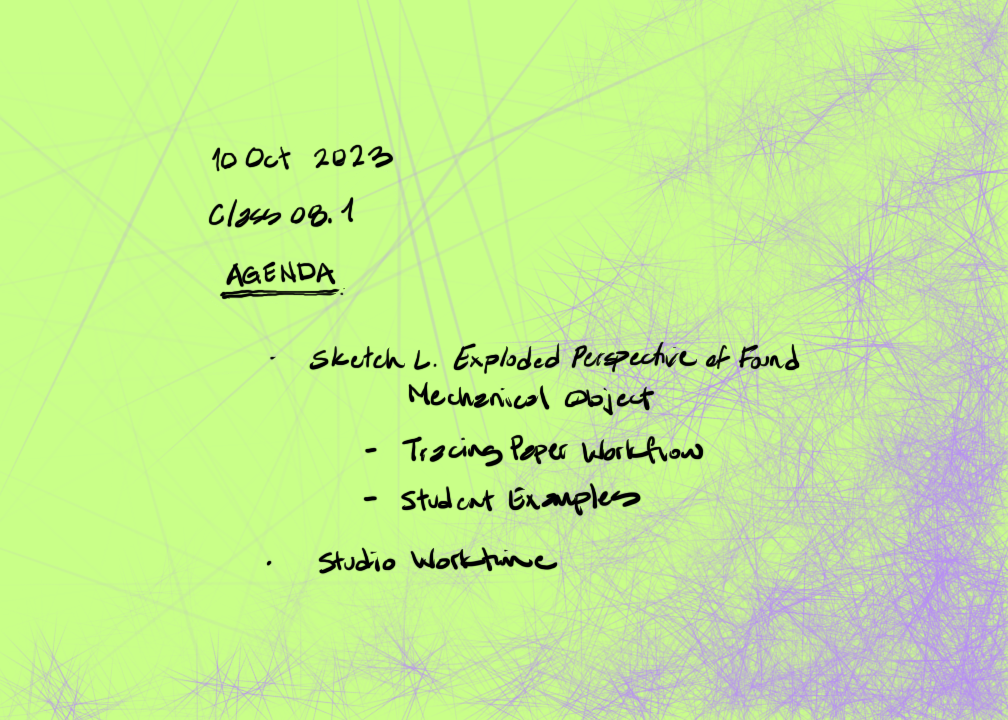 10 Oct 2023
Class 08.1
AGENDA
· Sketch L. Exploded Perspective of Found
Mechanical Object
- Tracing Paper Workflow
- Student Examples
· Studio Worktime